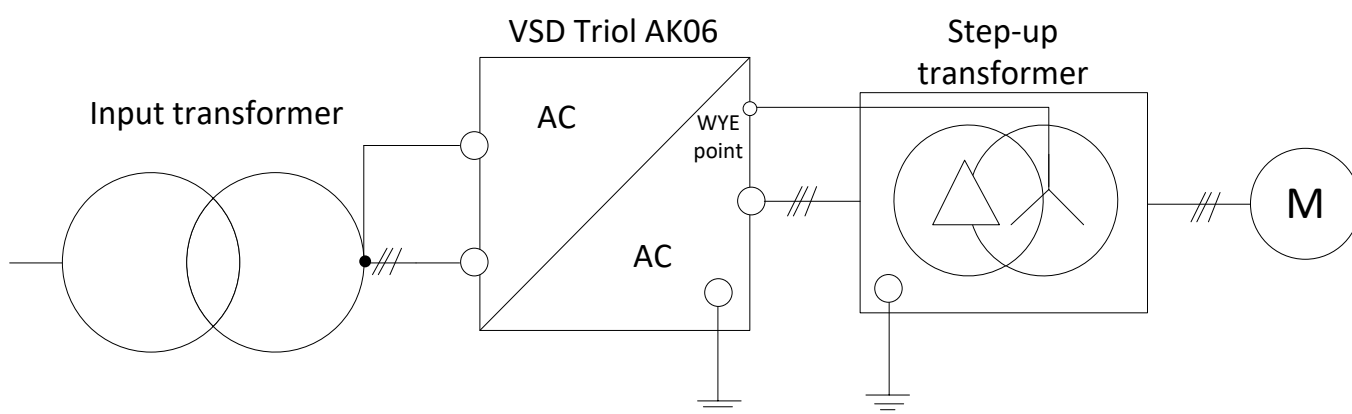 VSD Triol AK06
Step-up
transformer
Input transformer
AC
WYE
point
AC
M